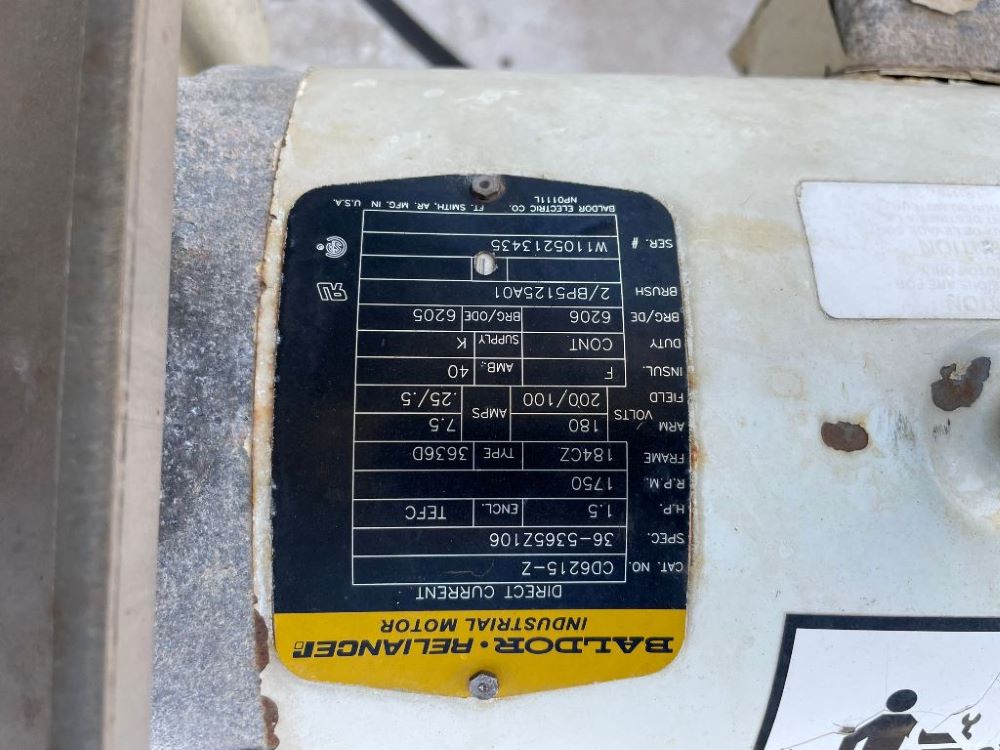 BALDOR • RELIANCER
INDUSTRIAL MOTOR
DIRECT CURRENT
CAT. NO. CD6215-Z
SPEC. 36-5365Z106
H.P. 1.5 ENCL. TEFC
R.P.M. 1750
FRAME 184CZ TYPE 3636D
ARM VOLTS 180 AMPS 7.5
FIELD 200/100 .25/.5
INSUL. F AMB.. 40
DUTY CONT SUPPLY K
BRG/DE 6206 BRG/ODE 6205
BRUSH 2/BP5125A01
SER. # W1105213435
BALDOR ELECTRIC CO. FT. SMITH, AR. MFG. IN U.S.A.
NP0111L